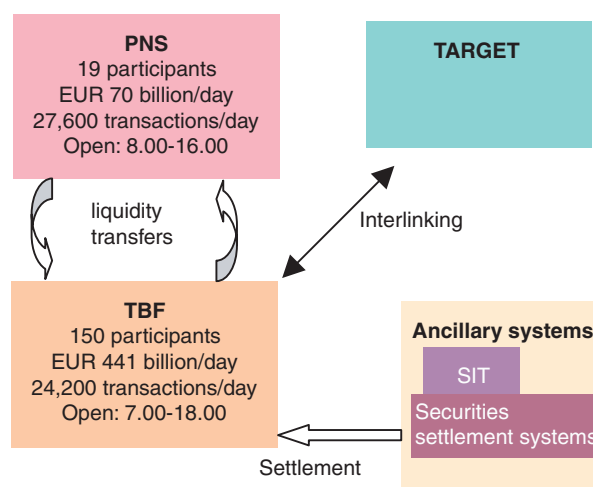 PNS
19 participants
EUR 70 billion/day
27,600 transactions/day
Open: 8.00-16.00
TARGET
liquidity
transfers
Interlinking
TBF
150 participants
EUR 441 billion/day
24,200 transactions/day
Open: 7.00-18.00
Ancillary systems
SIT
Securities
settlement systems
Settlement